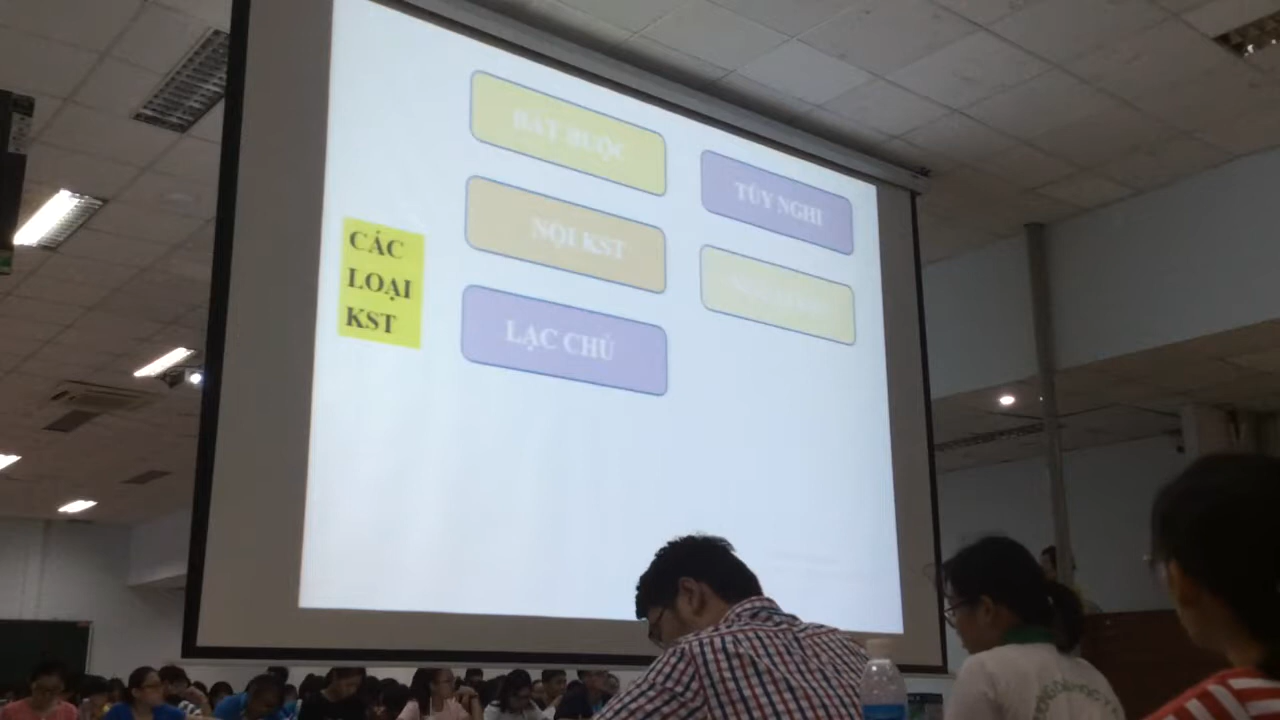 CÁC
LOẠI
KST
BẮT BUỘC
TÙY NGHI
NỘI KST
LẠC CHỦ